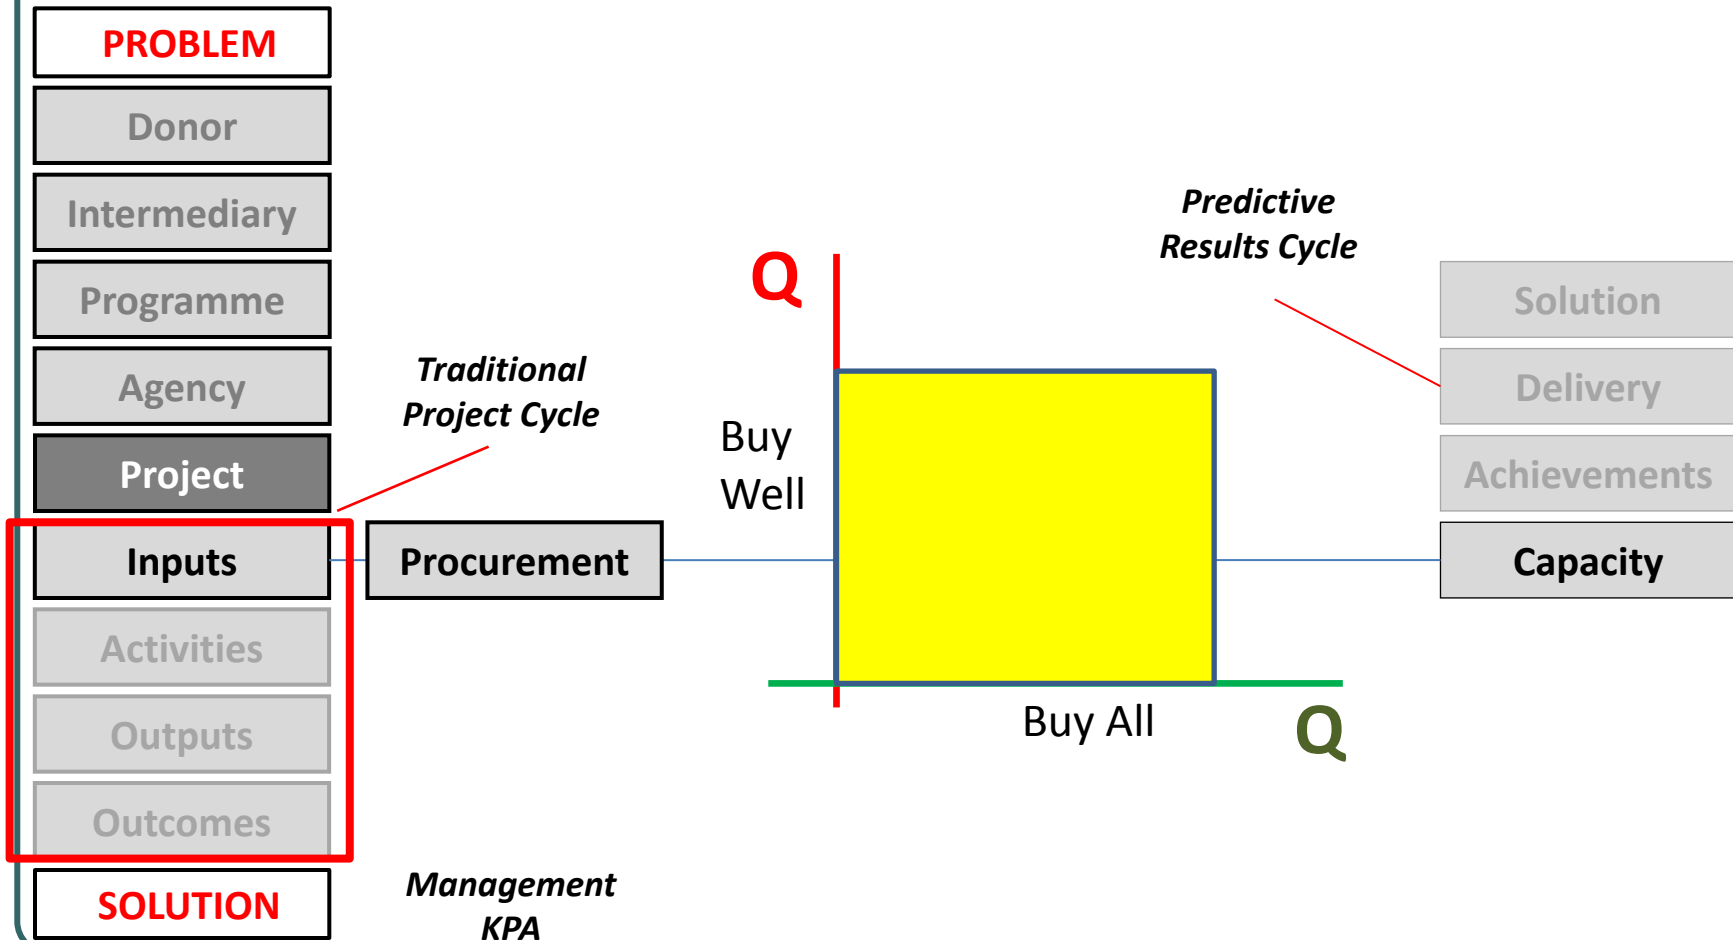 PROBLEM
Donor
Intermediary
Programme
Agency
Project
Inputs
Activities
Outputs
Outcomes
SOLUTION
Traditional
Project Cycle
Procurement
Management
KPA
Q
Buy
Well
Buy All
Q
Predictive
Results Cycle
Solution
Delivery
Achievements
Capacity